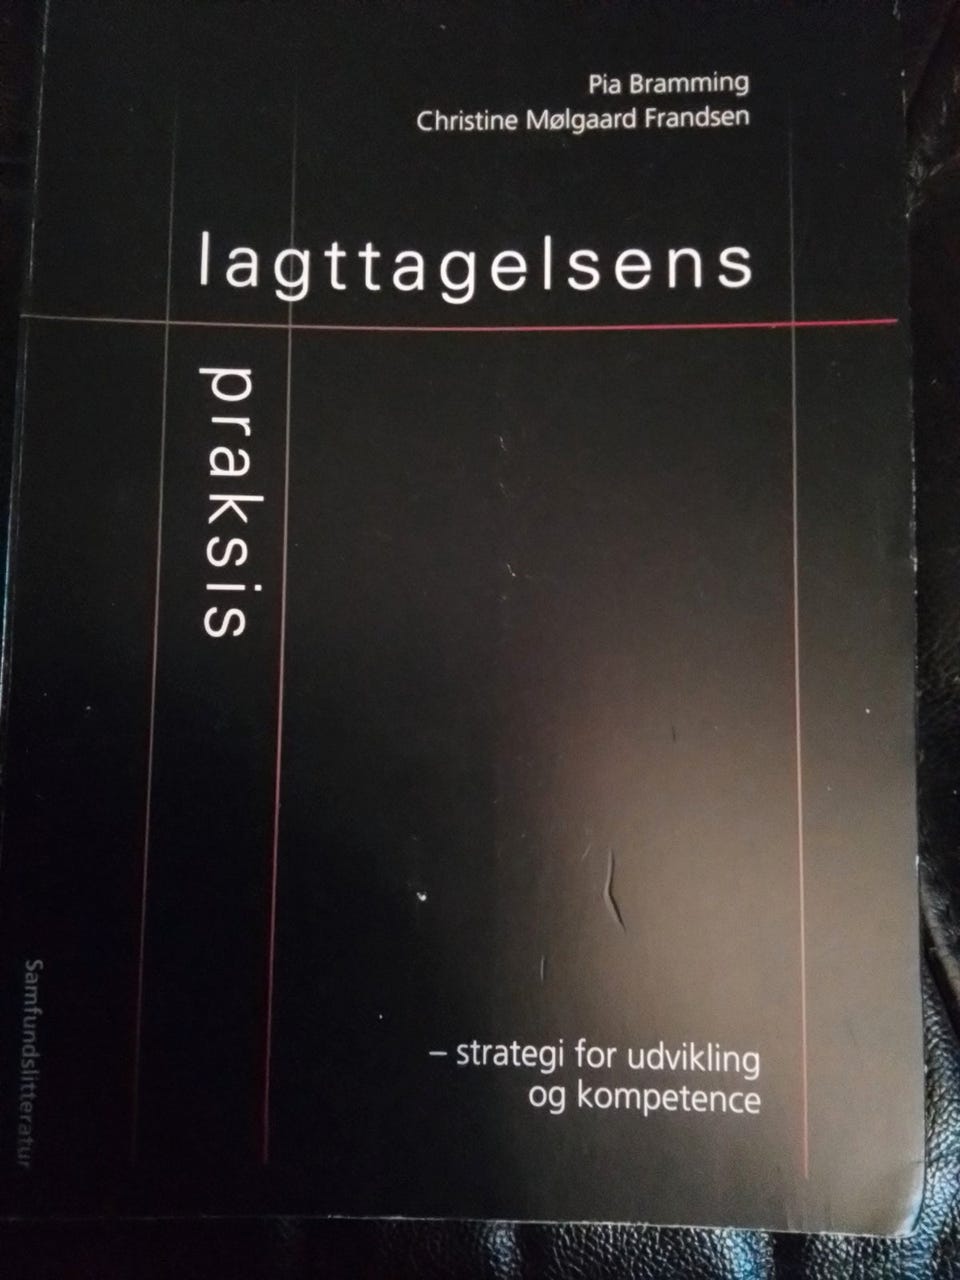 Pia Bramming
Christine Mølgaard Frandsen
Iagttagelsens
praksis
– strategi for udvikling
og kompetence
Samfundslitteratur